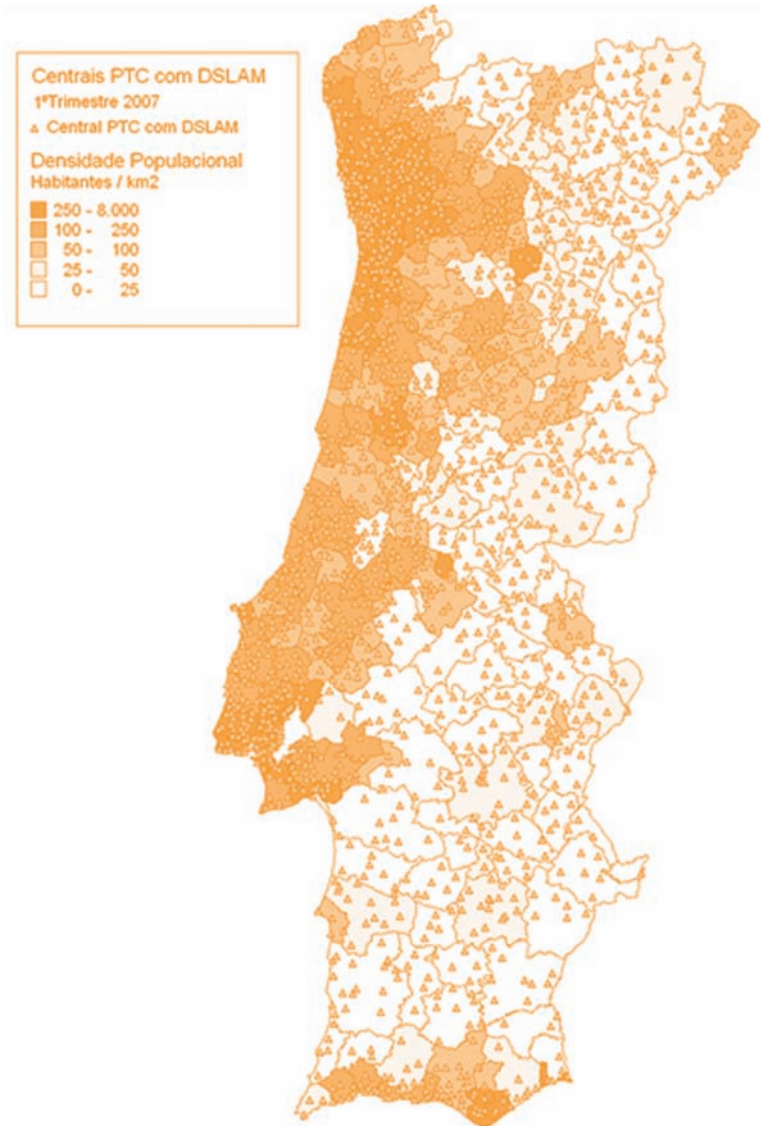 Centrais PTC com DSLAM
1ºTrimestre 2007
Central PTC com DSLAM
Densidade Populacional
Habitantes / km2
250 - 8.000
100 - 250
50 - 100
25 - 50
0 - 25